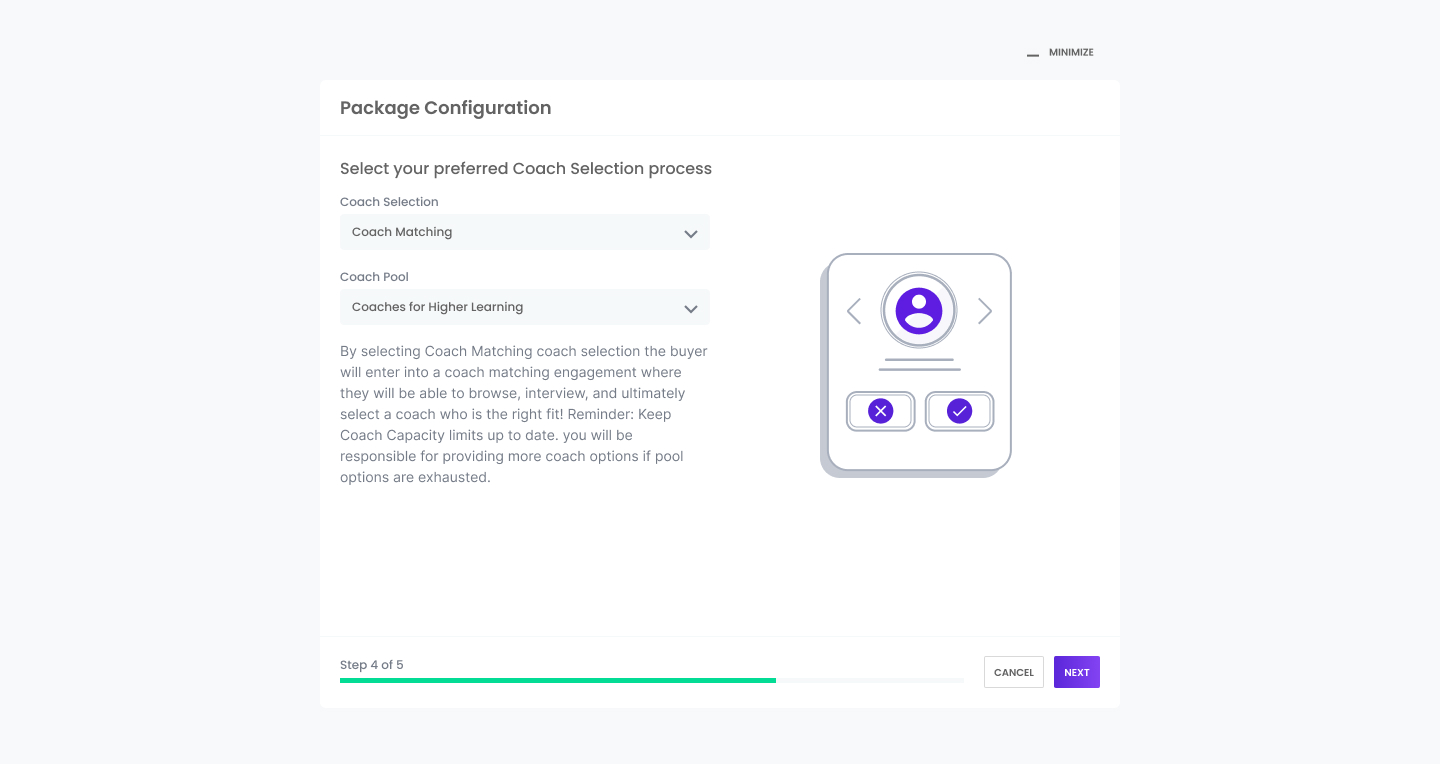 MINIMIZE
Package Configuration
Select your preferred Coach Selection process
Coach Selection
Coach Matching
Coach Pool
Coaches for Higher Learning
By selecting Coach Matching coach selection the buyer
will enter into a coach matching engagement where
they will be able to browse, interview, and ultimately
select a coach who is the right fit! Reminder: Keep
Coach Capacity limits up to date. you will be
responsible for providing more coach options if pool
options are exhausted.
Step 4 of 5
CANCEL
NEXT